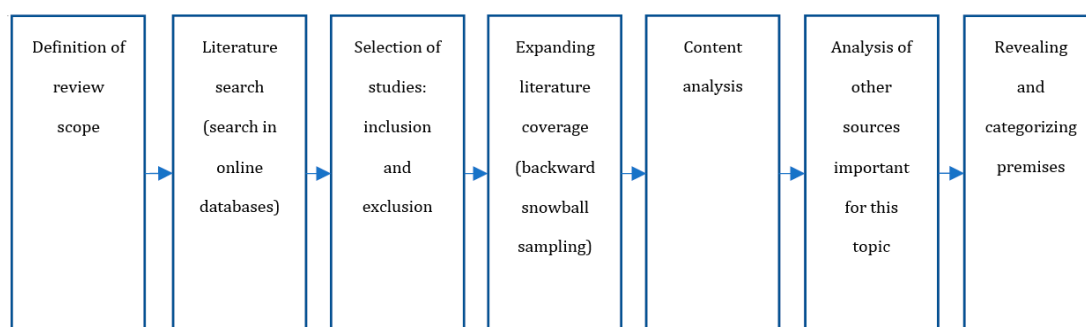 Definition of
review
scope
Literature
search
(search in
online
databases)
Selection of
studies:
inclusion
and
exclusion
Expanding
literature
coverage
(backward
snowball
sampling)
Content
analysis
Analysis of
other
sources
important
for this
topic
Revealing
and
categorizing
premises